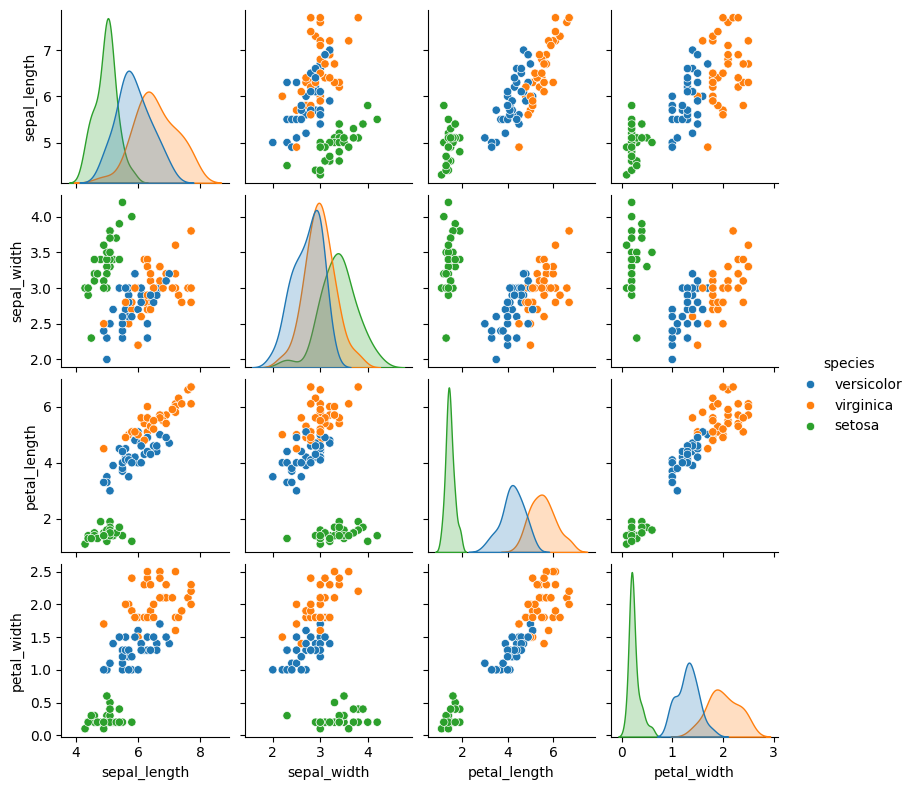 sepal_length
7
6
5
sepal_width
4.0
3.5
3.0
2.5
2.0
species
versicolor
virginica
setosa
petal_length
6
4
2
petal_width
2.5
2.0
1.5
1.0
0.5
0.0
4 6 8 2 3 4 2 4 6 0 1 2 3
sepal_length sepal_width petal_length petal_width